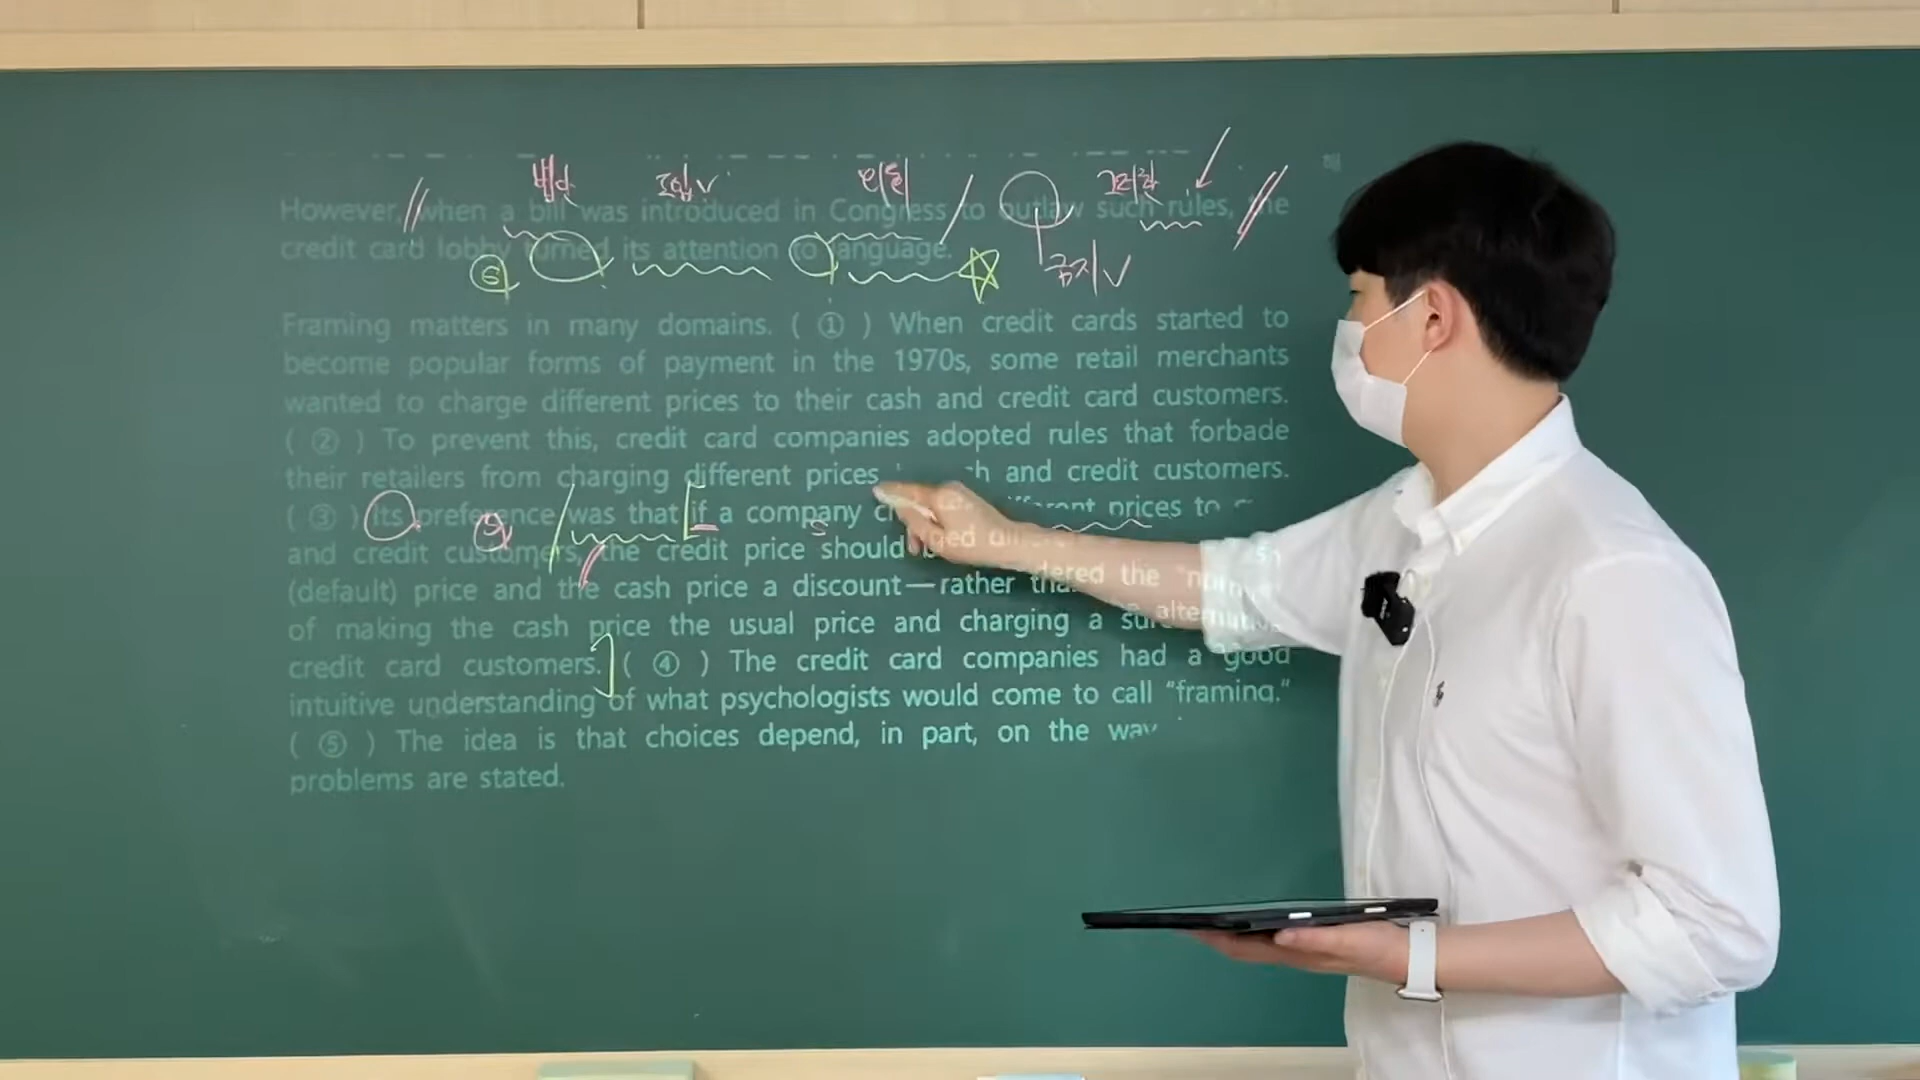 법안 도입v 의회 그러한
However, when a bill was introduced in Congress to outlaw such rules, the
credit card lobby turned its attention to language.
S 금지v
Framing matters in many domains. ( ① ) When credit cards started to
become popular forms of payment in the 1970s, some retail merchants
wanted to charge different prices to their cash and credit card customers.
( ② ) To prevent this, credit card companies adopted rules that forbade
their retailers from charging different prices and credit customers.
( ③ ) Its preference was that if a company different prices to
S
and credit customers, the credit price should
(default) price and the cash price a discount—rather
of making the cash price the usual price and charging a
credit card customers. ( ④ ) The credit card companies had a good
intuitive understanding of what psychologists would come to call “framing.”
( ⑤ ) The idea is that choices depend, in part, on the way
problems are stated.